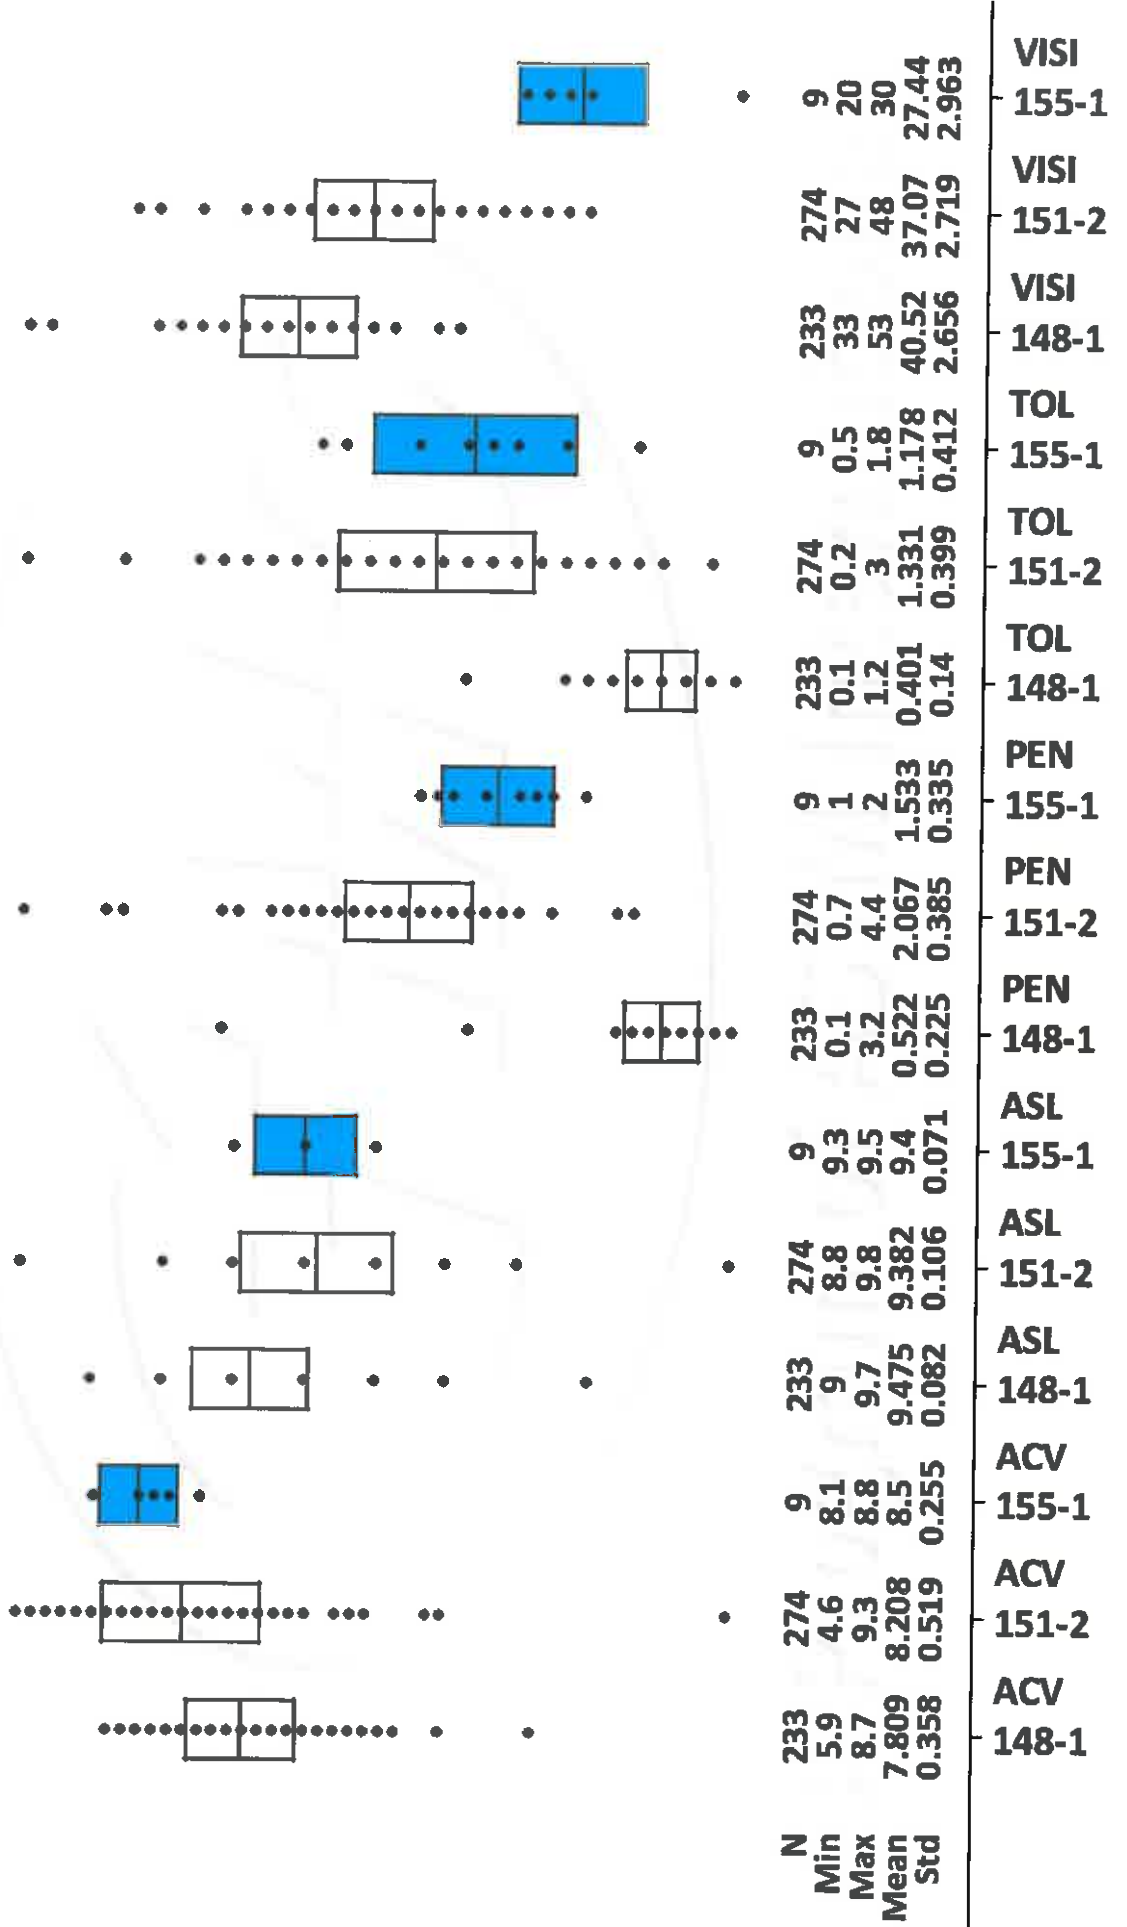 N 233 274 9 233 274 9 233 274 9 233 274 9 233 274 9
Min 5.9 4.6 8.1 9 8.8 9.3 0.1 0.7 1 0.1 0.2 0.5 33 27 20
Max 8.7 9.3 8.8 9.7 9.8 9.5 3.2 4.4 2 1.2 3 1.8 53 48 30
Mean 7.809 8.208 8.5 9.475 9.382 9.4 0.522 2.067 1.533 0.401 1.331 1.178 40.52 37.07 27.44
Std 0.358 0.519 0.255 0.082 0.106 0.071 0.225 0.385 0.335 0.14 0.399 0.412 2.656 2.719 2.963
ACV
148-1
ACV
151-2
ACV
155-1
ASL
148-1
ASL
151-2
ASL
155-1
PEN
148-1
PEN
151-2
PEN
155-1
TOL
148-1
TOL
151-2
TOL
155-1
VISI
148-1
VISI
151-2
VISI
155-1